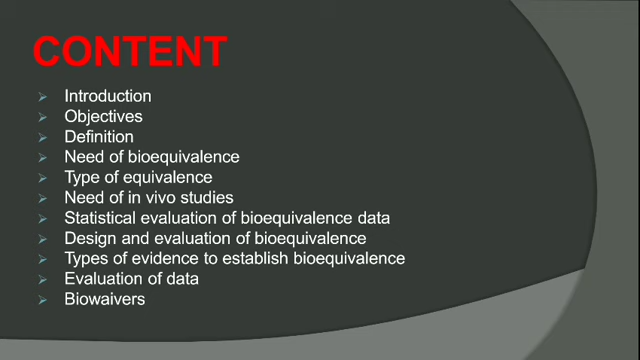 CONTENT
Introduction
Objectives
Definition
Need of bioequivalence
Type of equivalence
Need of in vivo studies
Statistical evaluation of bioequivalence data
Design and evaluation of bioequivalence
Types of evidence to establish bioequivalence
Evaluation of data
Biowaivers